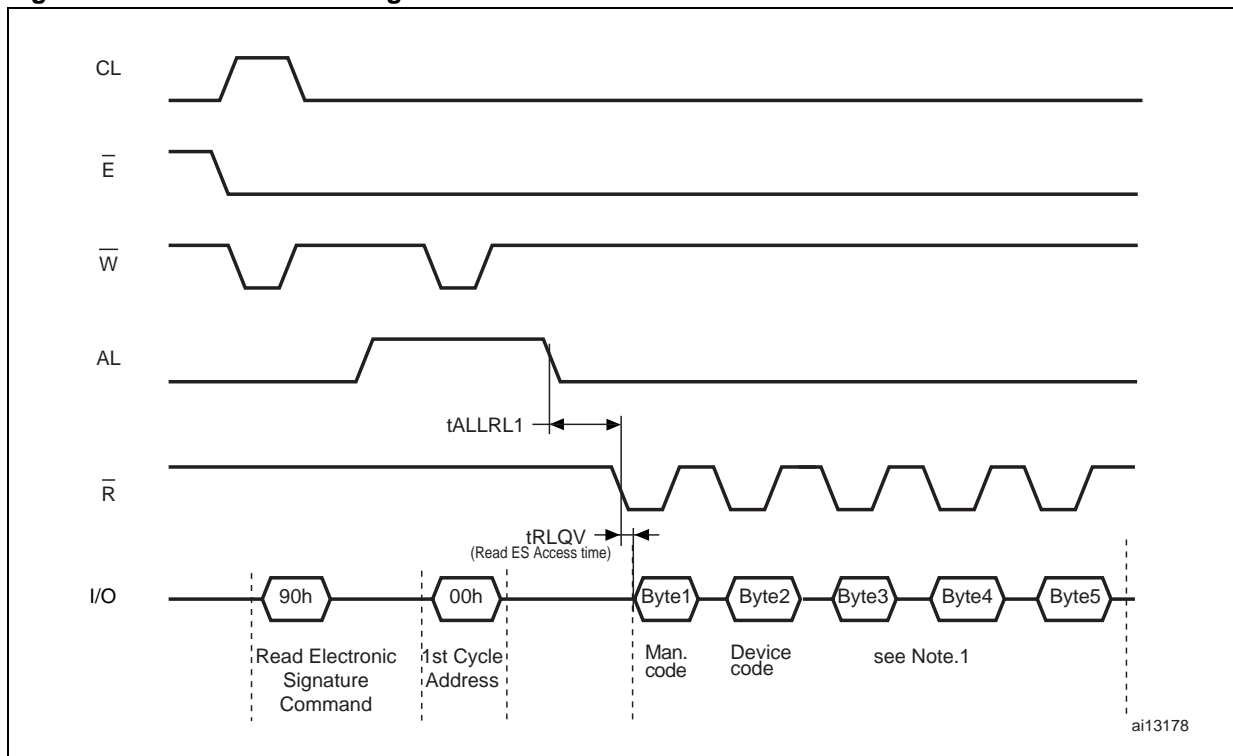 CL
E
W
AL
tALLRL1
R
tRLQV
(Read ES Access time)
I/O
90h
00h
Byte1
Byte2
Byte3
Byte4
Byte5
Read Electronic
Signature
Command
1st Cycle
Address
Man.
code
Device
code
see Note.1
ai13178